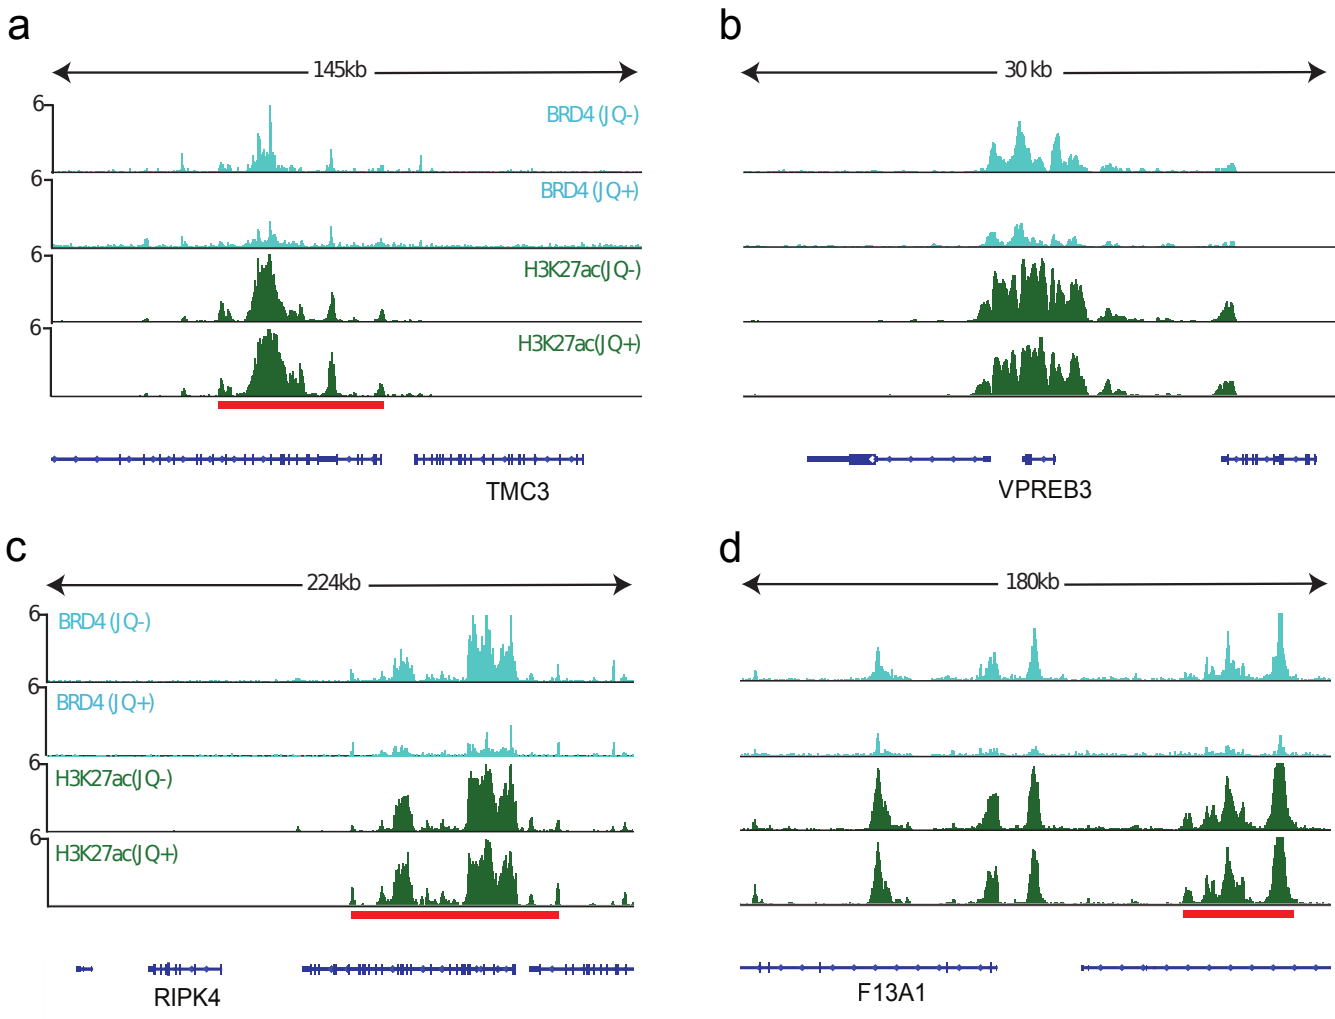 a
145kb
6
BRD4 (JQ-)
6
BRD4 (JQ+)
6
H3K27ac(JQ-)
6
H3K27ac(JQ+)
TMC3
b
30 kb
VPREB3
c
224kb
6
BRD4 (JQ-)
6
BRD4 (JQ+)
6
H3K27ac(JQ-)
6
H3K27ac(JQ+)
RIPK4
d
180kb
F13A1